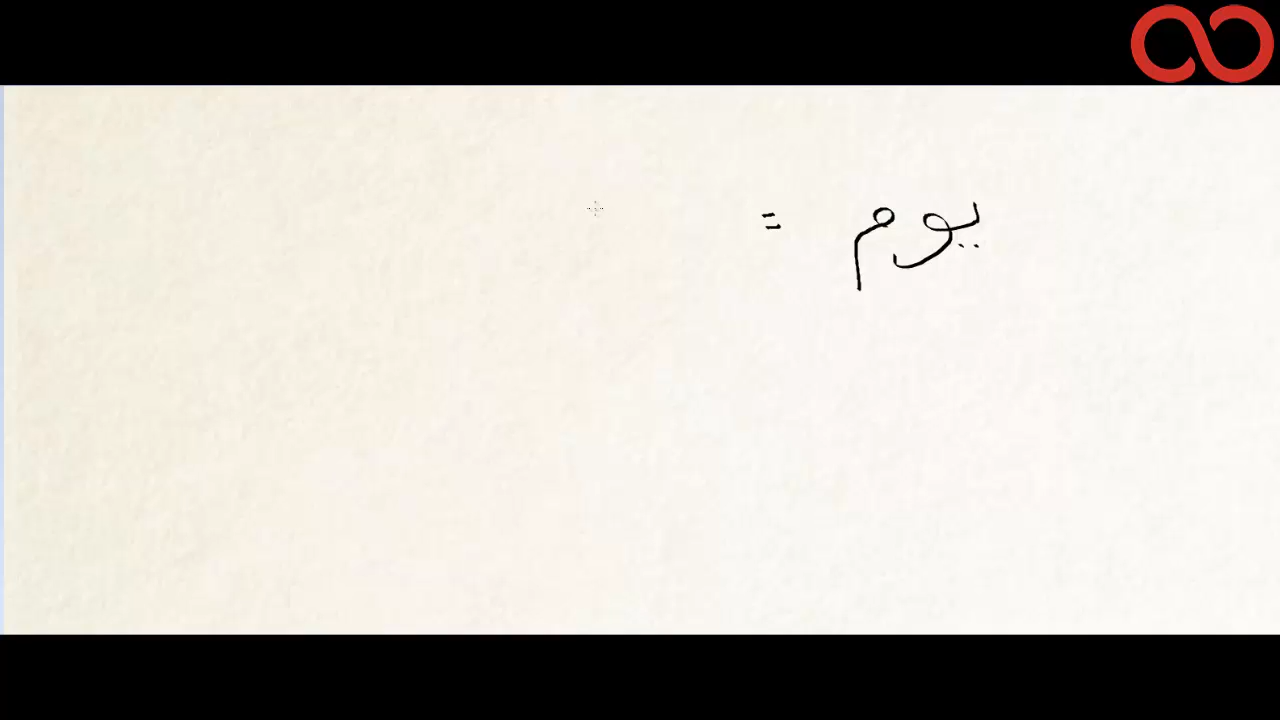 يوم =